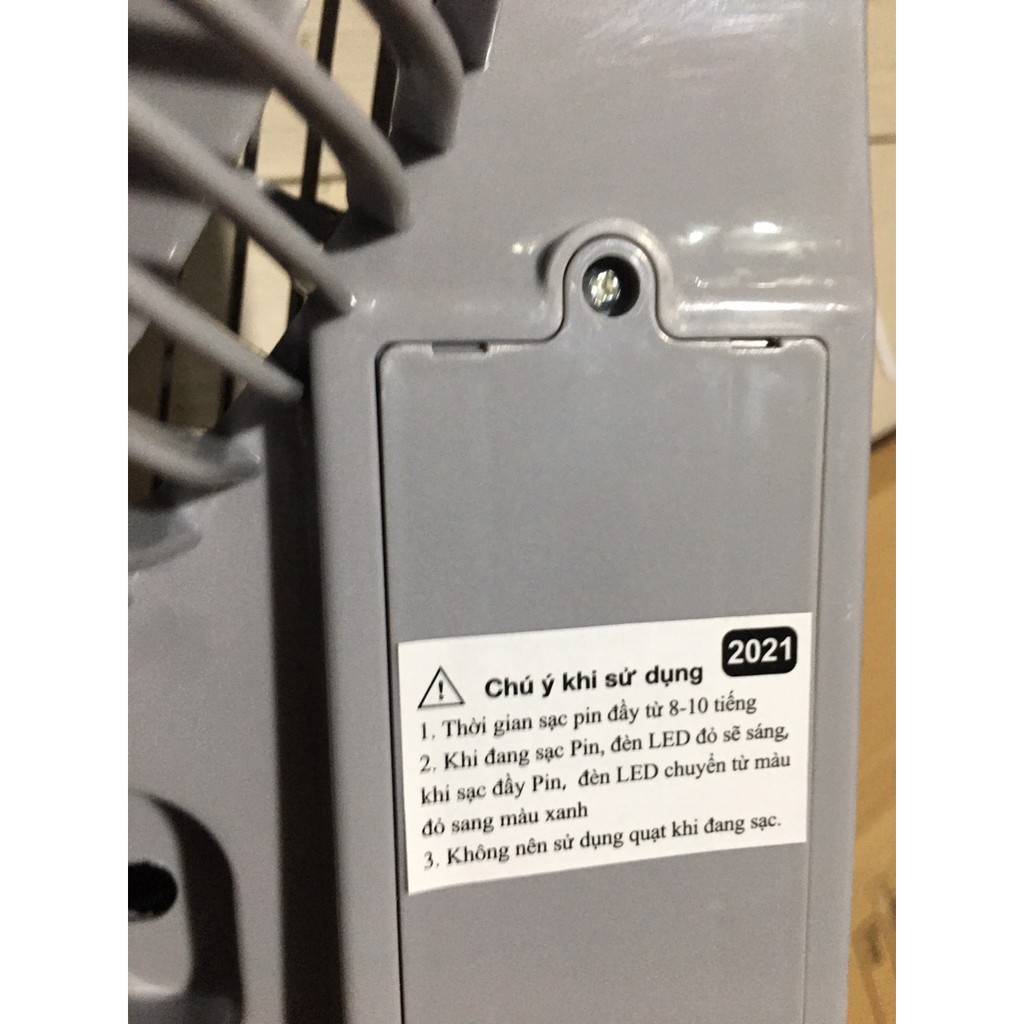 2021
Chú ý khi sử dụng
1. Thời gian sạc pin đầy từ 8-10 tiếng
2. Khi đang sạc Pin, đèn LED đỏ sẽ sáng,
khi sạc đầy Pin, đèn LED chuyển từ màu
đỏ sang màu xanh
3. Không nên sử dụng quạt khi đang sạc.